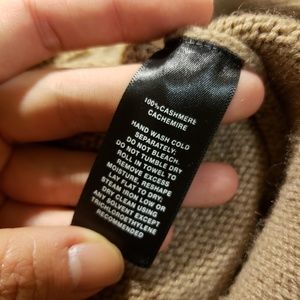 100% CASHMERE
CACHEMIRE
HAND WASH COLD
SEPARATELY;
DO NOT BLEACH.
DO NOT TUMBLE DRY
ROLL IN TOWEL TO
REMOVE EXCESS
MOISTURE. RESHAPE
LAY FLAT TO DRY;
STEAM IRON LOW OR
DRY CLEAN USING
ANY SOLVENT EXCEPT
TRICHLOROETHYLENE
RECOMMENDED